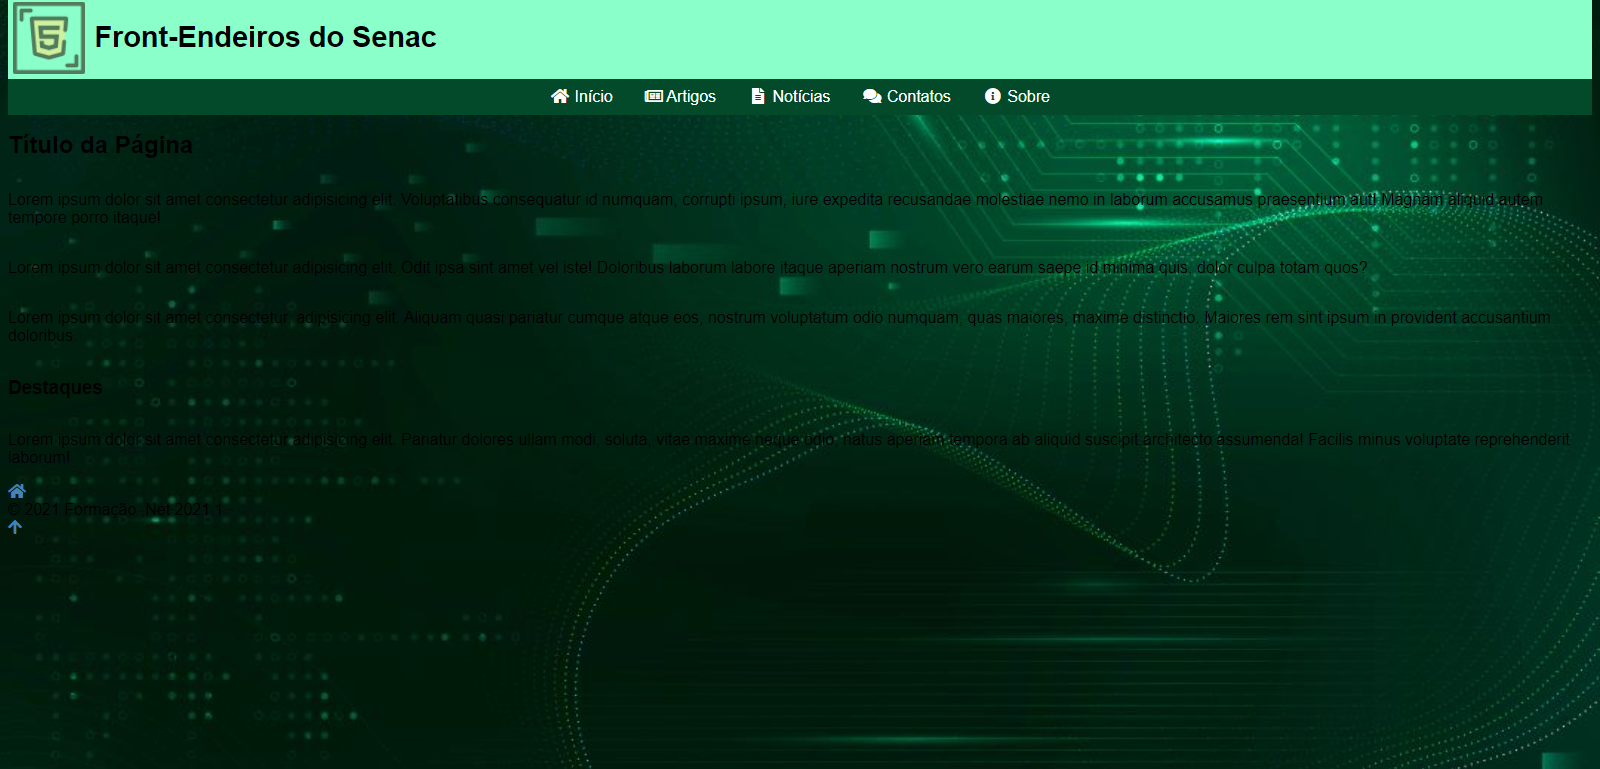 5
Front-Endeiros do Senac
Início Artigos Notícias Contatos Sobre
Título da Página
Lorem ipsum dolor sit amet consectetur adipisicing elit. Voluptatibus consequatur id numquam, corrupti ipsum, iure expedita recusandae molestiae nemo in laborum accusamus praesentium aut! Magnam aliquid autem
tempore porro itaque!
Lorem ipsum dolor sit amet consectetur adipisicing elit. Odit ipsa sint amet vel iste! Doloribus laborum labore itaque aperiam nostrum vero earum saepe id minima quis, dolor culpa totam quos?
Lorem ipsum dolor sit amet consectetur, adipisicing elit. Aliquam quasi pariatur cumque atque eos, nostrum voluptatum odio numquam, quas maiores, maxime distinctio. Maiores rem sint ipsum in provident accusantium
doloribus
Destaques
Lorem ipsum dolor sit amet consectetur adipisicing elit. Pariatur dolores ullam modi, soluta, vitae maxime neque odio, natus aperiam tempora ab aliquid suscipit architecto assumenda! Facilis minus voluptate reprehenderit
laborum!
© 2021 Formação .Net 2021.1